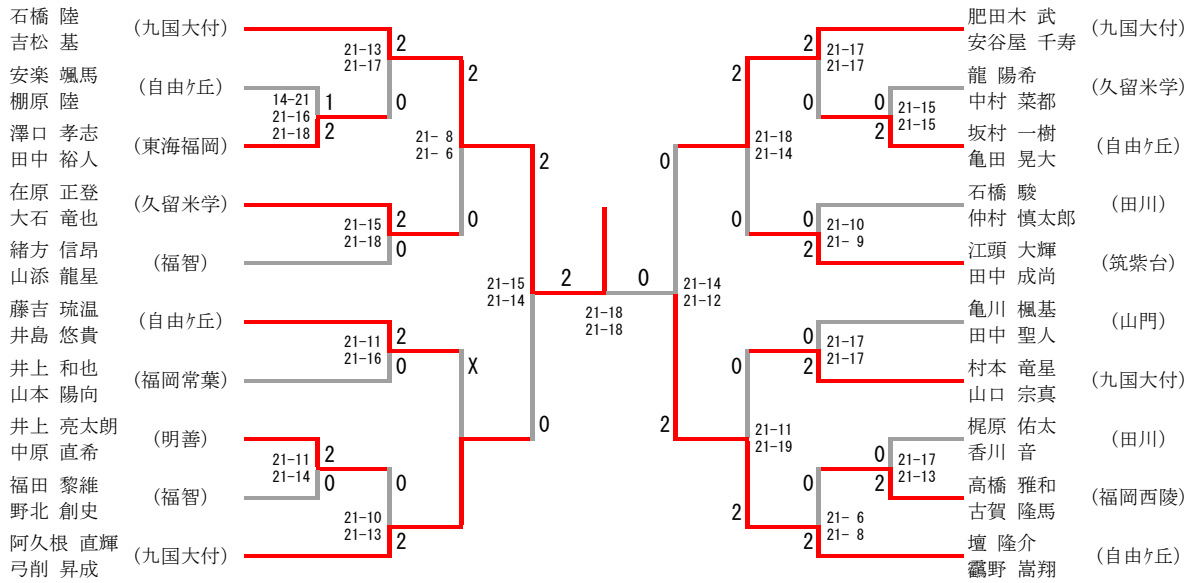 石橋 陸
吉松 基
(九国大付)
安楽 颯馬
棚原 陸
(自由ケ丘)
澤口 孝志
田中 裕人
(東海福岡)
在原 正登
大石 竜也
(久留米学)
緒方 信昂
山添 龍星
(福智)
藤吉 琉温
井島 悠貴
(自由ケ丘)
井上 和也
山本 陽向
(福岡常葉)
井上 亮太朗
中原 直希
(明善)
福田 黎維
野北 創史
(福智)
阿久根 直輝
弓削 昇成
(九国大付)
14-21
21-16
21-18
1
2
21-13
21-17
2
0
21-15
21-18
2
0
21- 8
21- 6
2
0
21-11
21-16
2
0
21-11
21-14
2
0
21-10
21-13
0
2
X
21-15
21-14
2
0
2
0
21-18
21-18
21-14
21-12
0
2
21-18
21-14
2
0
21-11
21-19
0
2
21-17
21-17
2
0
21-15
21-15
0
2
21-10
21- 9
0
2
21-17
21-17
0
2
21-17
21-13
0
2
21- 6
21- 8
0
2
肥田木 武
安谷屋 千寿
(九国大付)
龍 陽希
中村 菜都
(久留米学)
坂村 一樹
亀田 晃大
(自由ケ丘)
石橋 駿
仲村 慎太郎
(田川)
江頭 大輝
田中 成尚
(筑紫台)
亀川 楓基
田中 聖人
(山門)
村本 竜星
山口 宗真
(九国大付)
梶原 佑太
香川 音
(田川)
高橋 雅和
古賀 隆馬
(福岡西陵)
壇 隆介
靏野 嵩翔
(自由ケ丘)